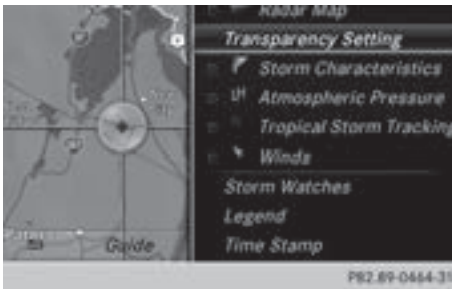 Radar Map
Transparency Setting
Storm Characteristics
LH Atmospheric Pressure
Tropical Storm Tracking
Winds
Storm Watches
Legend
Guide
Time Stamp
P82.89-0464-31